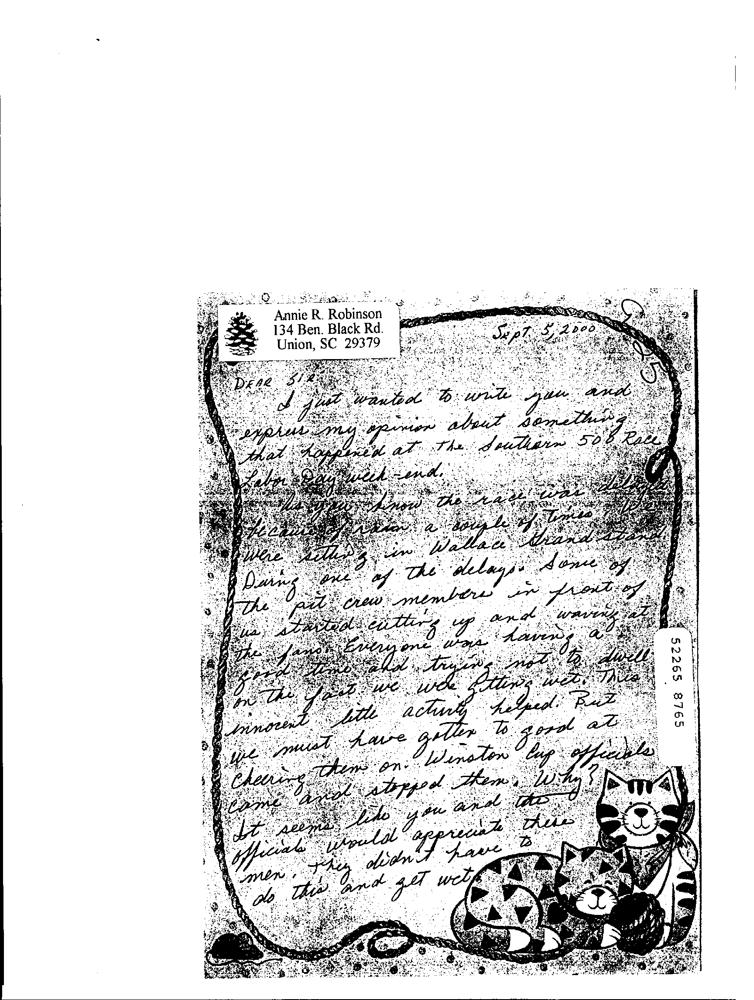 Annie R. Robinson
134 Ben. Black Rd.
Union, SC 29379
Sept. 5, 2000
DEAR SIR
I just wanted to write you and
express my opinion about something
that happened at The Southern 500 Race
Labor Day week-end.
As you know the race was
because of rain a couple of times. We
were setting in Wallace Grandstand
During one of the delays. Some of
the pit crew members in front of
us started cutting up and waving at
the fans. Everyone was having a
good time and trying not to dwell
on the fact we were getting wet. This
innocent little activity helped. But
we must have gotten to good at
cheering them on. Winston Cup officials
came and stopped them. Why?
It seems like you and the
officials would appreciate these
men. They didn't have to
do this and get wet
52265 8765